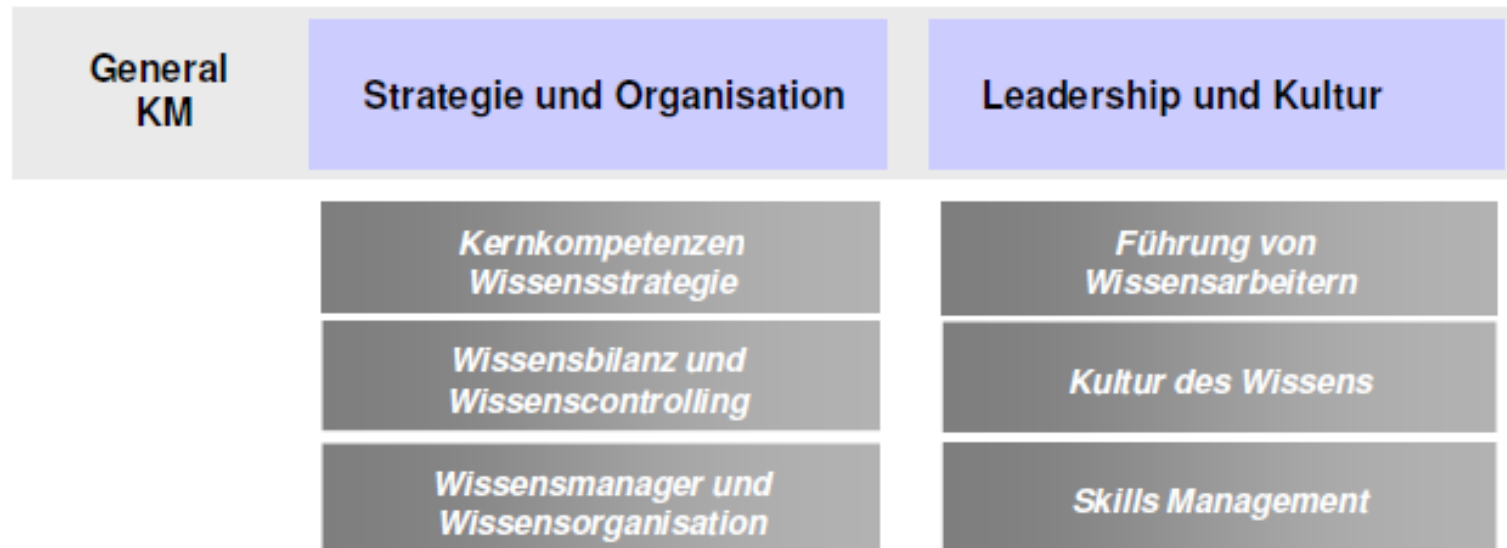 General
KM
Strategie und Organisation
Leadership und Kultur
Kernkompetenzen
Wissensstrategie
Führung von
Wissensarbeitern
Wissensbilanz und
Wissenscontrolling
Kultur des Wissens
Wissensmanager und
Wissensorganisation
Skills Management